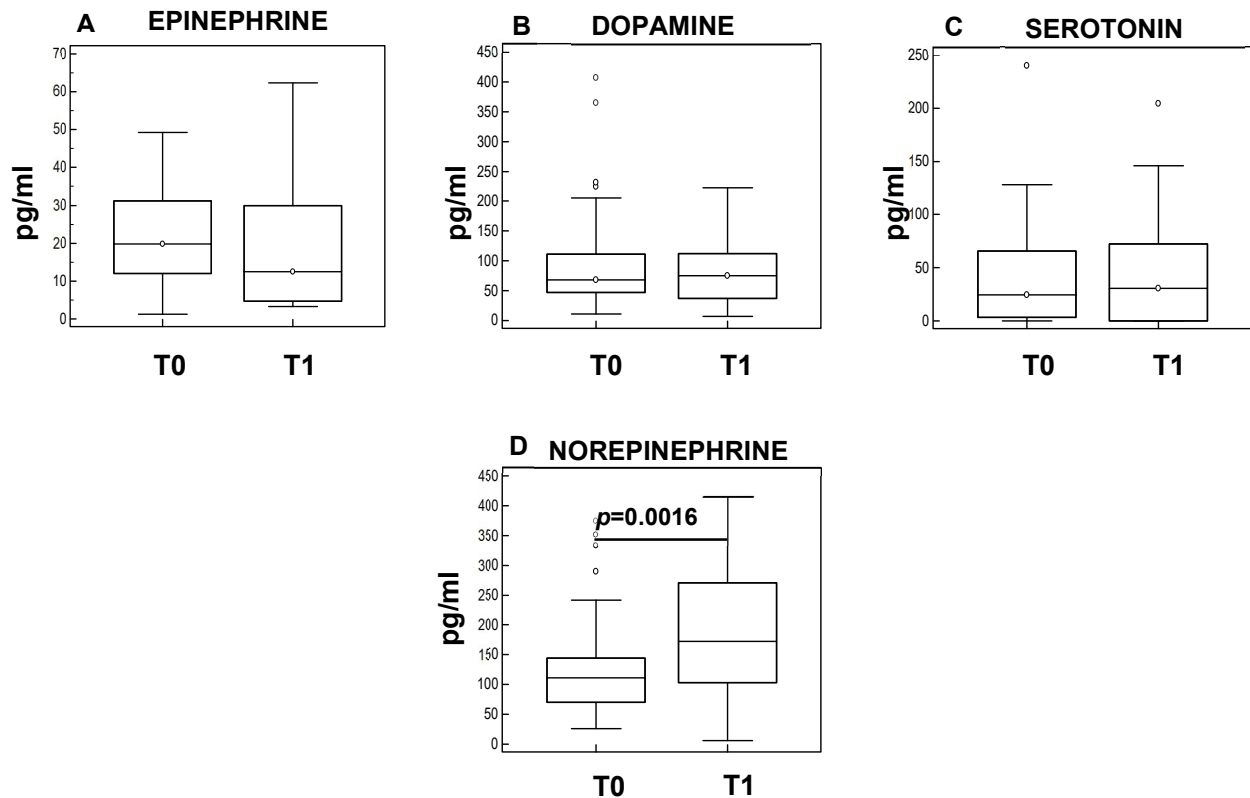 A EPINEPHRINE
70
60
50
40
30
20
10
0
pg/ml
T0 T1
B DOPAMINE
450
400
350
300
250
200
150
100
50
0
pg/ml
T0 T1
C SEROTONIN
250
200
150
100
50
0
pg/ml
T0 T1
D NOREPINEPHRINE
450
400
350
300
250
200
150
100
50
0
pg/ml
p=0.0016
T0 T1